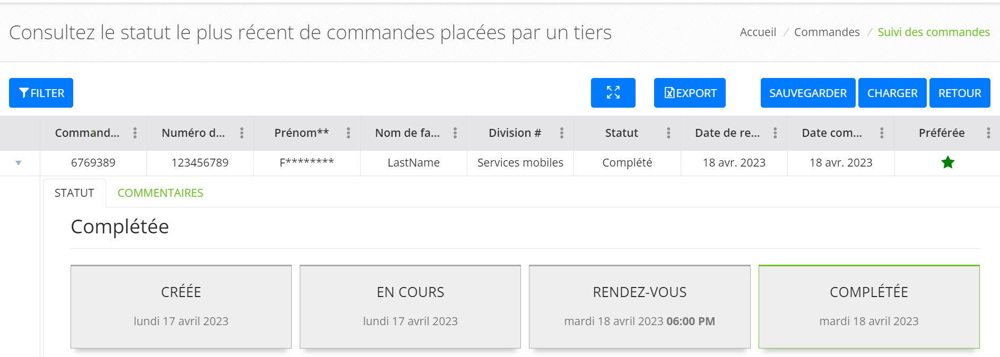 Consultez le statut le plus récent de commandes placées par un tiers
Accueil / Commandes / Suivi des commandes
FILTER EXPORT SAUVEGARDER CHARGER RETOUR
Command... Numéro d... Prénom** Nom de fa... Division # Statut Date de re... Date com... Préférée
6769389 123456789 F******** LastName Services mobiles Complété 18 avr. 2023 18 avr. 2023
STATUT COMMENTAIRES
Complétée
CRÉÉE EN COURS RENDEZ-VOUS COMPLÉTÉE
lundi 17 avril 2023 lundi 17 avril 2023 mardi 18 avril 2023 06:00 PM mardi 18 avril 2023